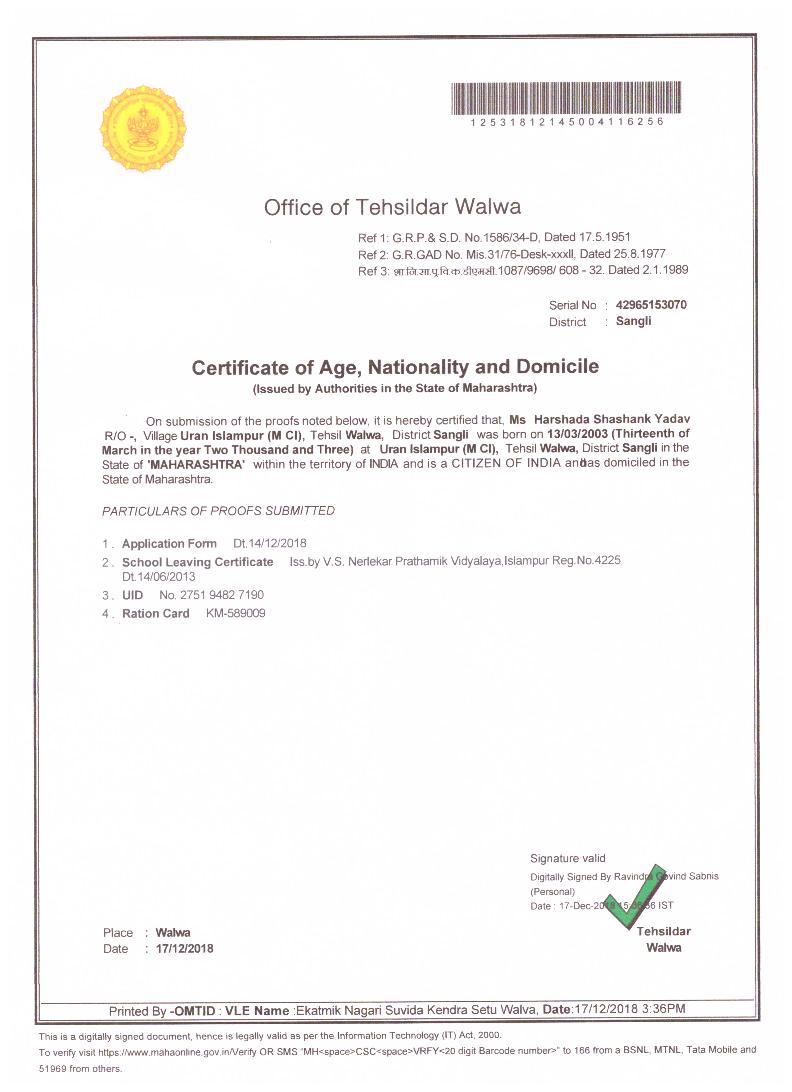 12531812145004116256
Office of Tehsildar Walwa
Ref 1: G.R.P.& S.D. No.1586/34-D, Dated 17.5.1951
Ref 2: G.R.GAD No. Mis.31/76-Desk-xxxII, Dated 25.8.1977
Ref 3: शा.नि.सा.पू.वि.क.डीएमसी.1087/9698/ 608 - 32. Dated 2.1.1989
Serial No : 42965153070
District : Sangli
Certificate of Age, Nationality and Domicile
(Issued by Authorities in the State of Maharashtra)
On submission of the proofs noted below, it is hereby certified that, Ms Harshada Shashank Yadav
R/O -, Village Uran Islampur (M CI), Tehsil Walwa, District Sangli was born on 13/03/2003 (Thirteenth of
March in the year Two Thousand and Three) at Uran Islampur (M CI), Tehsil Walwa, District Sangli in the
State of 'MAHARASHTRA' within the territory of INDIA and is a CITIZEN OF INDIA and as domiciled in the
State of Maharashtra.
PARTICULARS OF PROOFS SUBMITTED
1 . Application Form Dt.14/12/2018
2 . School Leaving Certificate Iss.by V.S. Nerlekar Prathamik Vidyalaya,Islampur Reg.No.4225
Dt.14/06/2013
3 . UID No. 2751 9482 7190
4 . Ration Card KM-589009
Signature valid
Digitally Signed By Ravindra Govind Sabnis
(Personal)
Date : 17-Dec-2018 IST
Place : Walwa
Tehsildar
Date : 17/12/2018
Walwa
Printed By -OMTID : VLE Name :Ekatmik Nagari Suvida Kendra Setu Walva, Date:17/12/2018 3:36PM
This is a digitally signed document, hence is legally valid as per the Information Technology (IT) Act, 2000.
To verify visit https://www.mahaonline.gov.in/Verify OR SMS "MH<space>CSC<space>VRFY<20 digit Barcode number>" to 166 from a BSNL, MTNL, Tata Mobile and
51969 from others.